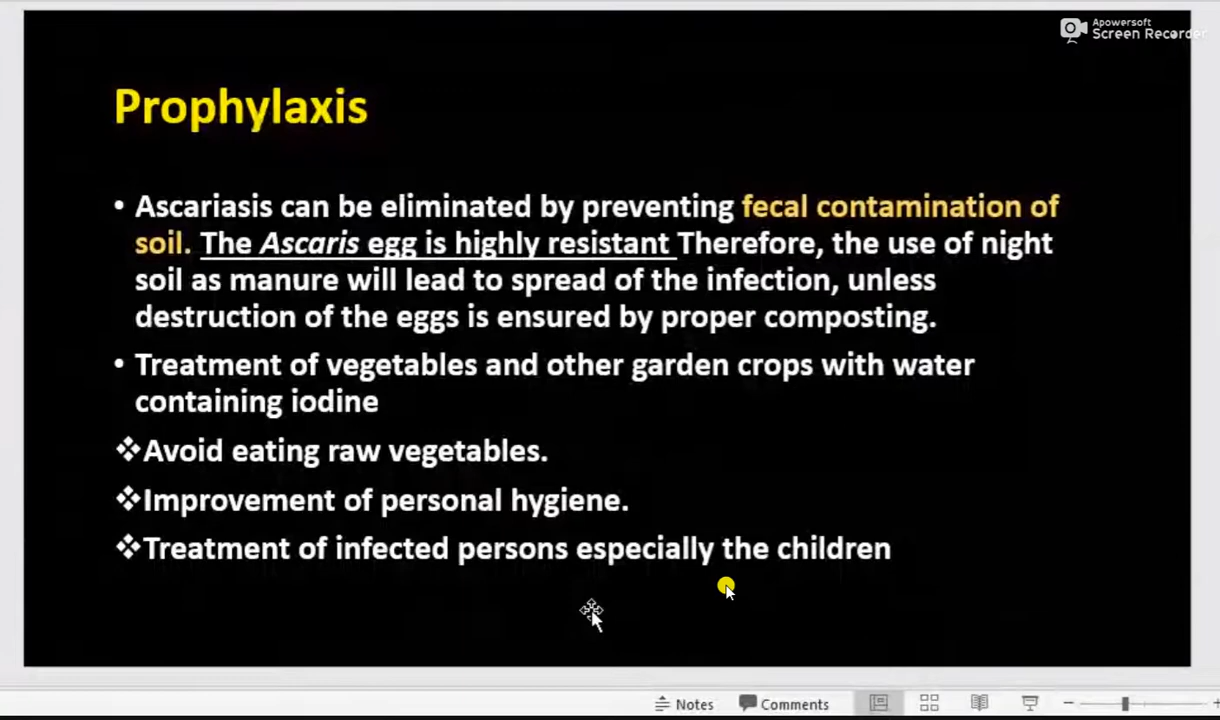 Apowersoft
Screen Recorder
Prophylaxis
• Ascariasis can be eliminated by preventing fecal contamination of
soil. The Ascaris egg is highly resistant Therefore, the use of night
soil as manure will lead to spread of the infection, unless
destruction of the eggs is ensured by proper composting.
• Treatment of vegetables and other garden crops with water
containing iodine
❖Avoid eating raw vegetables.
❖Improvement of personal hygiene.
❖Treatment of infected persons especially the children
Notes Comments